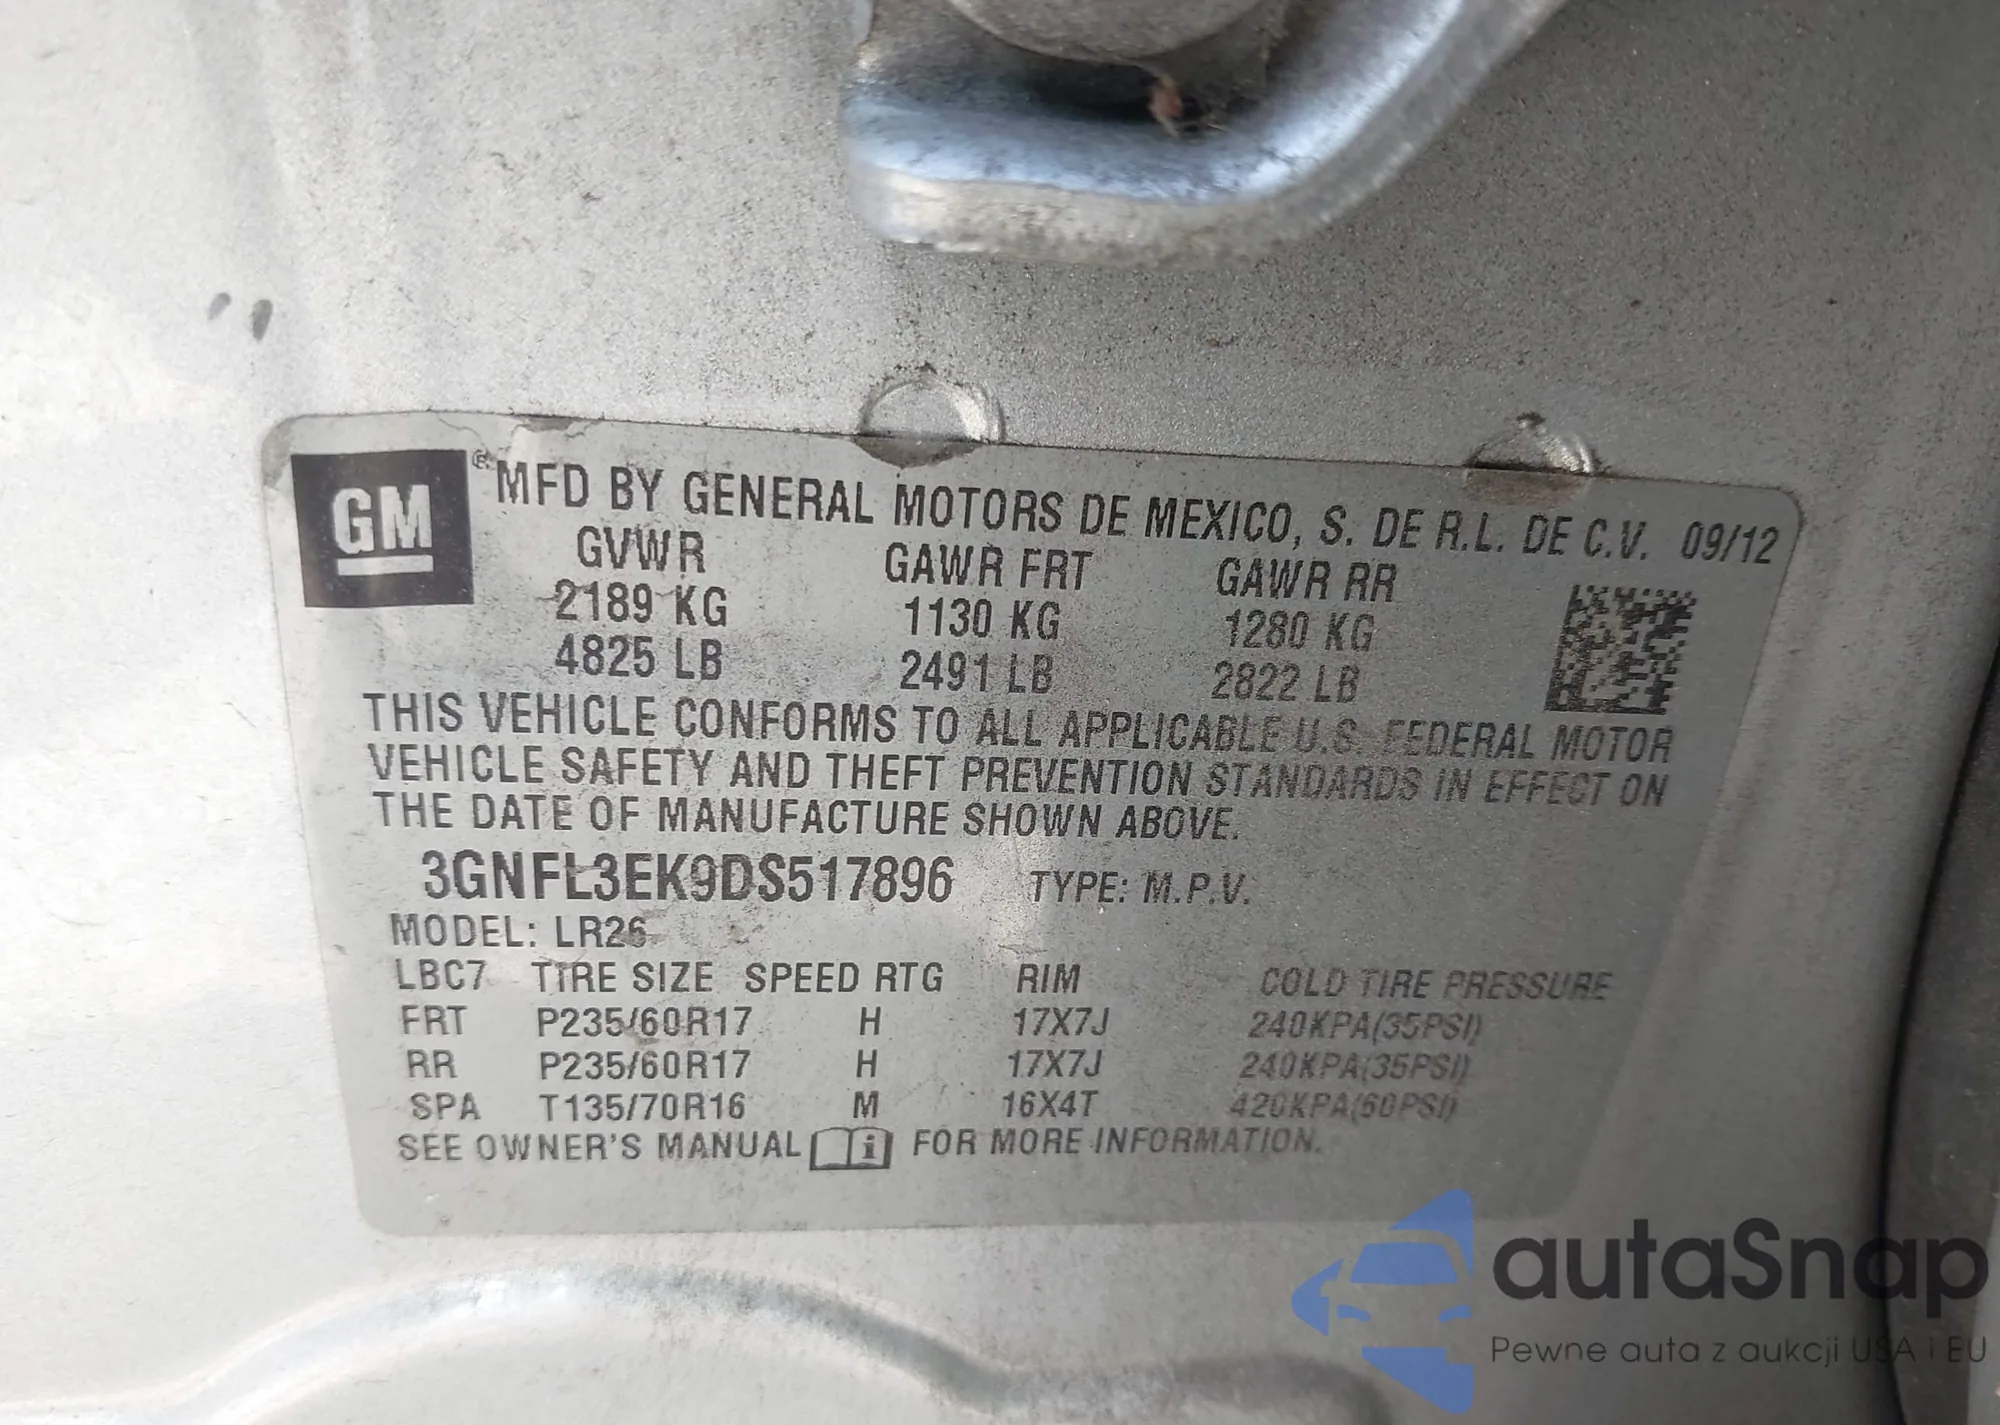 GM ® MFD BY GENERAL MOTORS DE MEXICO, S. DE R.L. DE C.V. 09/12
GVWR GAWR FRT GAWR RR
2189 KG 1130 KG 1280 KG
4825 LB 2491 LB 2822 LB
THIS VEHICLE CONFORMS TO ALL APPLICABLE U.S. FEDERAL MOTOR
VEHICLE SAFETY AND THEFT PREVENTION STANDARDS IN EFFECT ON
THE DATE OF MANUFACTURE SHOWN ABOVE.
3GNFL3EK9DS517896 TYPE: M.P.V.
MODEL: LR26
LBC7 TIRE SIZE SPEED RTG RIM COLD TIRE PRESSURE
FRT P235/60R17 H 17X7J 240KPA(35PSI)
RR P235/60R17 H 17X7J 240KPA(35PSI)
SPA T135/70R16 M 16X4T 420KPA(60PSI)
SEE OWNER'S MANUAL FOR MORE INFORMATION.
autaSnap
Pewne auta z aukcji USA i EU